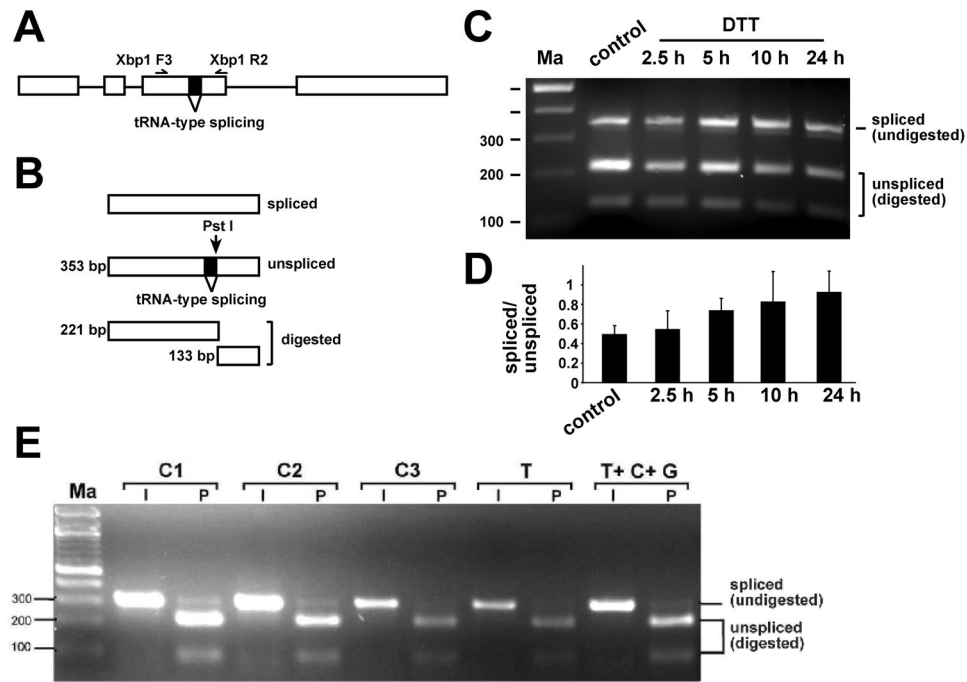 A
Xbp1 F3
Xbp1 R2
tRNA-type splicing
B
spliced
Pst I
353 bp
unspliced
tRNA-type splicing
221 bp
digested
133 bp
C
DTT
Ma
control
2.5 h
5 h
10 h
24 h
300
200
100
spliced
(undigested)
unspliced
(digested)
D
spliced/
unspliced
1
0.8
0.6
0.4
0.2
0
control
2.5 h
5 h
10 h
24 h
E
C1
C2
C3
T
T+ C+ G
Ma
I
P
I
P
I
P
I
P
I
P
300
200
100
spliced
(undigested)
unspliced
(digested)